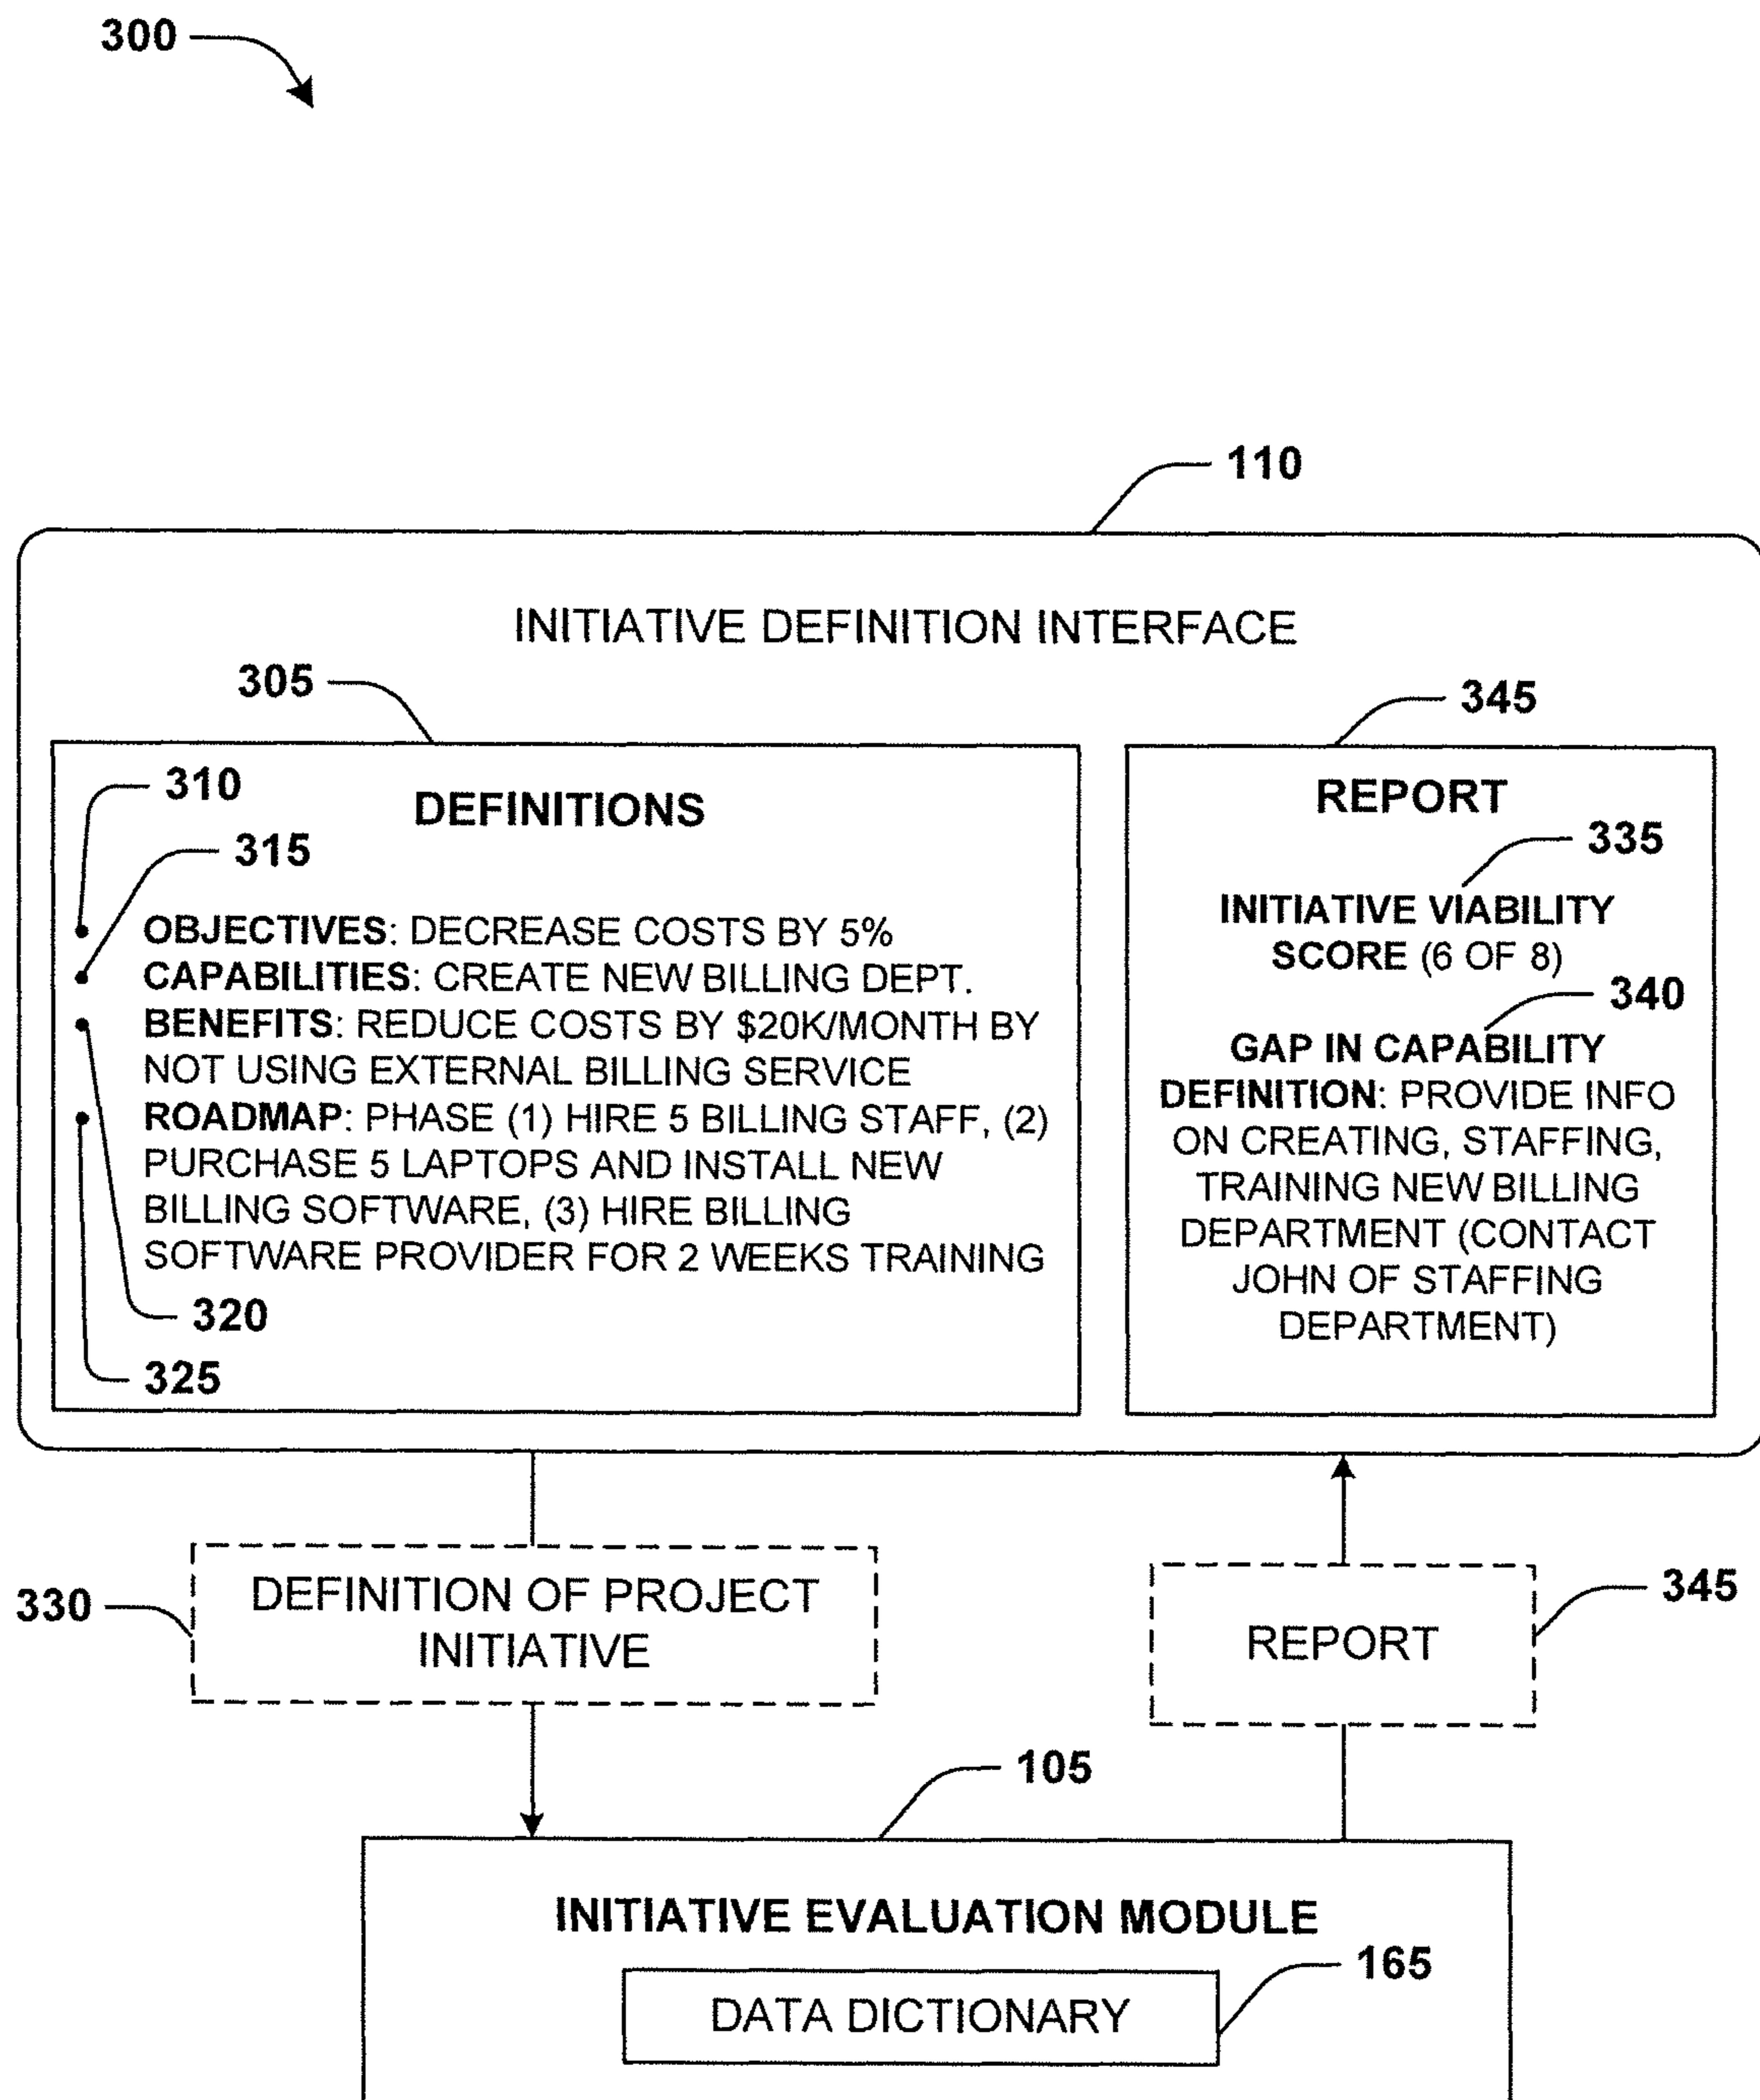 300
110
INITIATIVE DEFINITION INTERFACE
305
345
310
DEFINITIONS
315
OBJECTIVES: DECREASE COSTS BY 5%
CAPABILITIES: CREATE NEW BILLING DEPT.
BENEFITS: REDUCE COSTS BY $20K/MONTH BY
NOT USING EXTERNAL BILLING SERVICE
ROADMAP: PHASE (1) HIRE 5 BILLING STAFF, (2)
PURCHASE 5 LAPTOPS AND INSTALL NEW
BILLING SOFTWARE, (3) HIRE BILLING
SOFTWARE PROVIDER FOR 2 WEEKS TRAINING
320
325
REPORT
335
INITIATIVE VIABILITY
SCORE (6 OF 8)
340
GAP IN CAPABILITY
DEFINITION: PROVIDE INFO
ON CREATING, STAFFING,
TRAINING NEW BILLING
DEPARTMENT (CONTACT
JOHN OF STAFFING
DEPARTMENT)
330
DEFINITION OF PROJECT
INITIATIVE
REPORT
345
105
INITIATIVE EVALUATION MODULE
165
DATA DICTIONARY